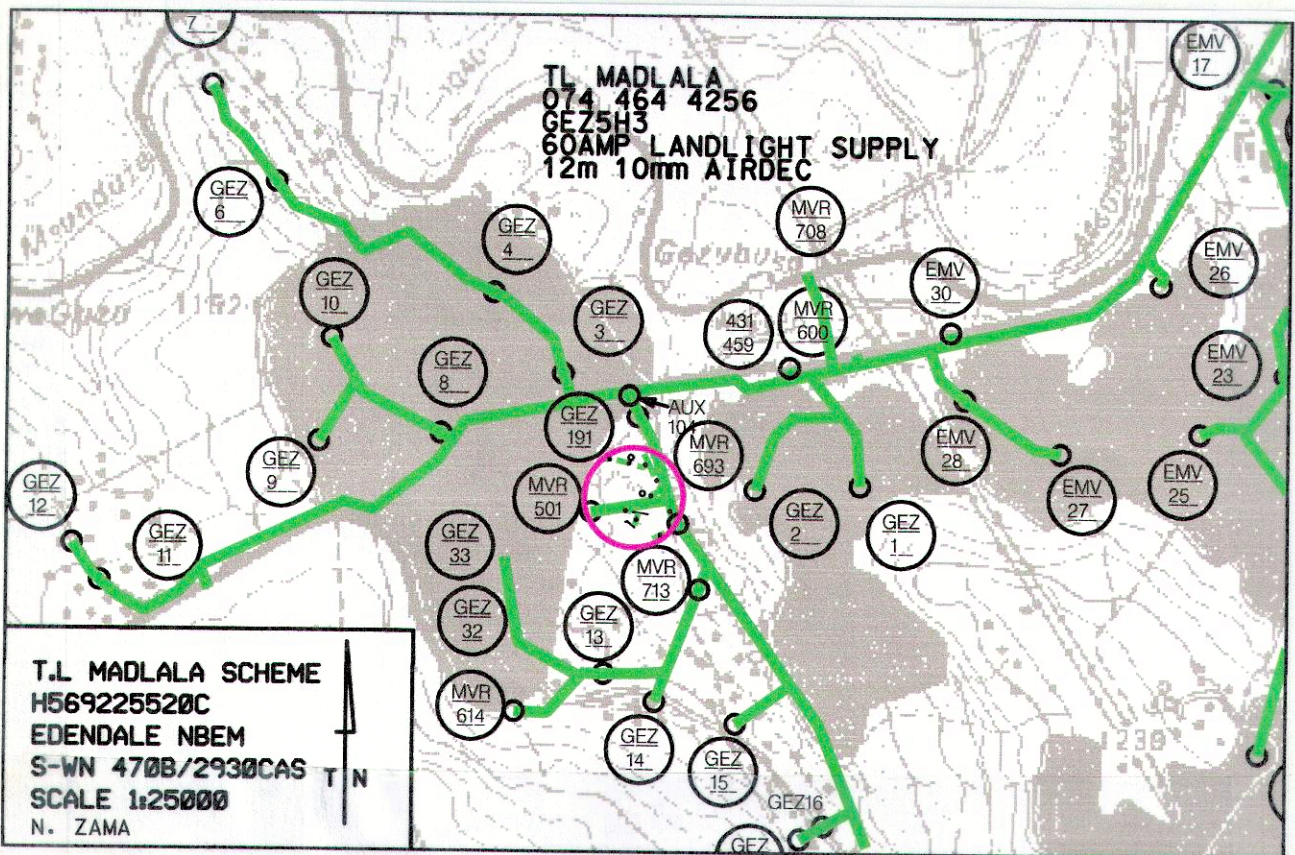 7
EMV
17
TL MADLALA
074 464 4256
GEZ5H3
60AMP LANDLIGHT SUPPLY
12m 10mm AIRDEC
GEZ
6
GEZ
4
MVR
708
EMV
26
GEZ
10
1182
GEZ
3
431
459
MVR
600
EMV
30
GEZ
8
EMV
23
AUX
104
GEZ
191
MVR
693
GEZ
9
EMV
28
EMV
25
GEZ
12
MVR
501
EMV
27
GEZ
11
GEZ
33
GEZ
2
GEZ
1
MVR
713
GEZ
32
GEZ
13
MVR
614
GEZ
14
GEZ
15
1230
GEZ16
GEZ
T.L MADLALA SCHEME
H569225520C
EDENDALE NBEM
S-WN 470B/2930CAS
SCALE 1:25000
N. ZAMA
T N